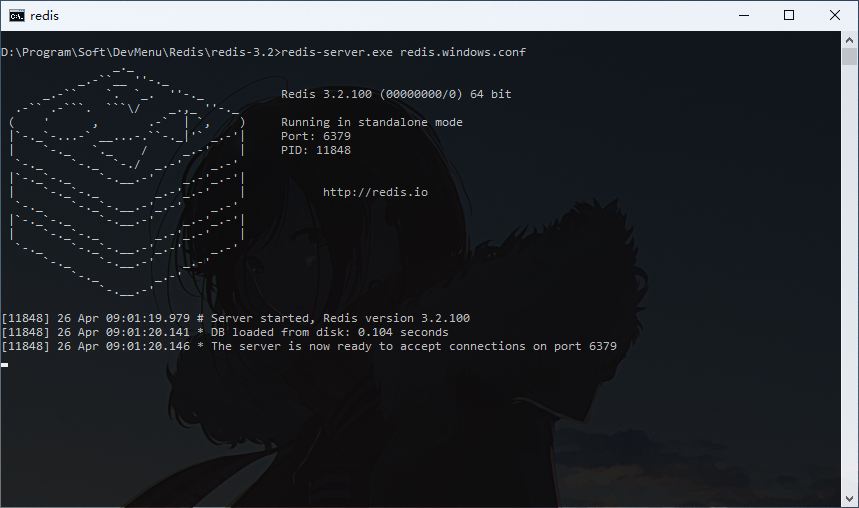 redis
D:\Program\Soft\DevMenu\Redis\redis-3.2>redis-server.exe redis.windows.conf
Redis 3.2.100 (00000000/0) 64 bit
Running in standalone mode
Port: 6379
PID: 11848
http://redis.io
[11848] 26 Apr 09:01:19.979 # Server started, Redis version 3.2.100
[11848] 26 Apr 09:01:20.141 * DB loaded from disk: 0.104 seconds
[11848] 26 Apr 09:01:20.146 * The server is now ready to accept connections on port 6379